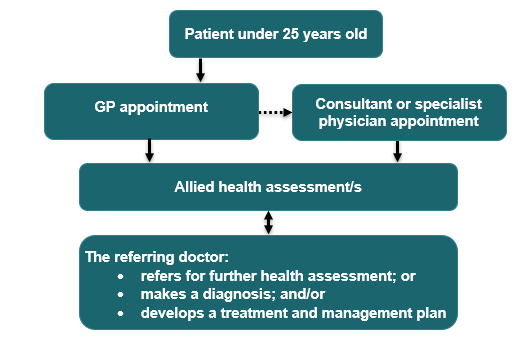 Patient under 25 years old
GP appointment
Consultant or specialist
physician appointment
Allied health assessment/s
The referring doctor:
• refers for further health assessment; or
• makes a diagnosis; and/or
• develops a treatment and management plan